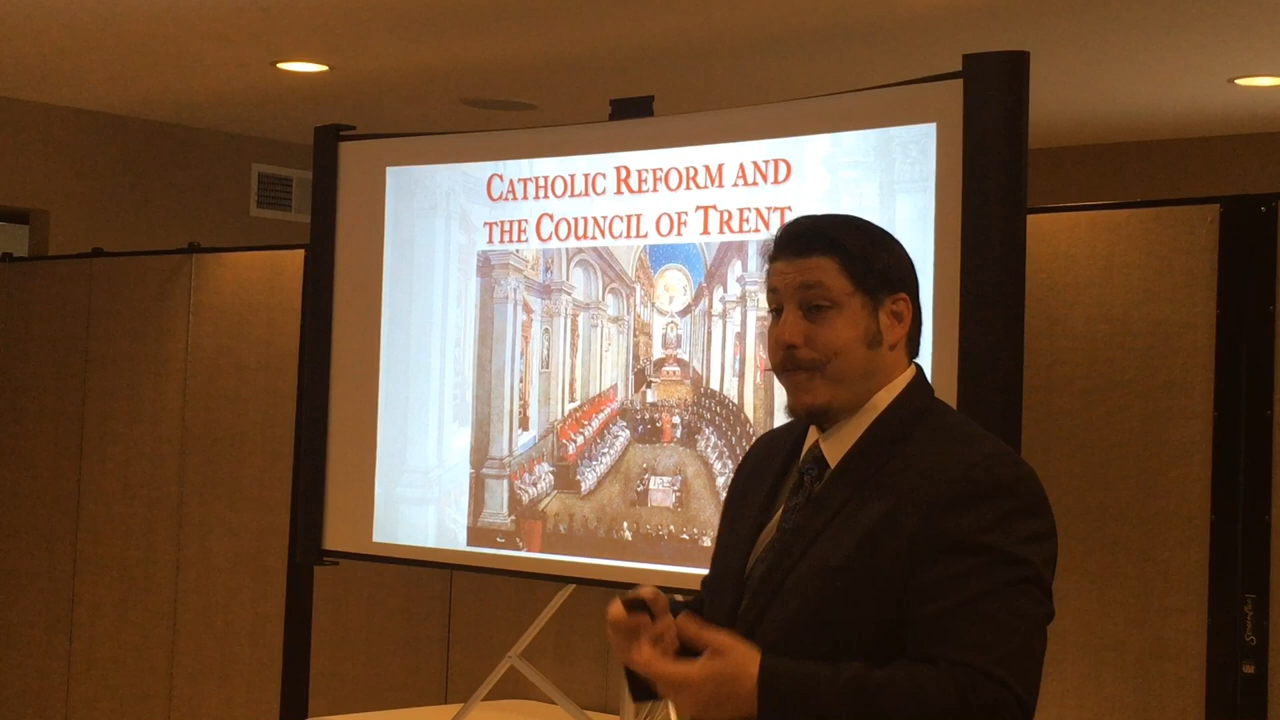 CATHOLIC REFORM AND
THE COUNCIL OF TRENT